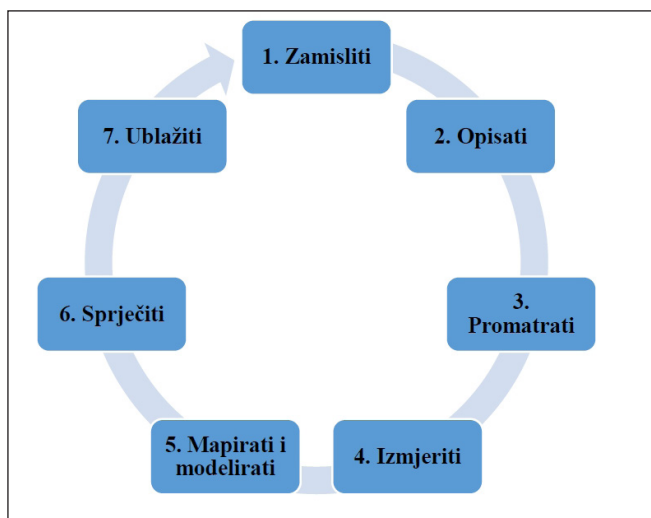 1. Zamisliti
2. Opisati
3.
Promatrati
4. Izmjeriti
5. Mapirati i
modelirati
6. Sprječiti
7. Ublažiti